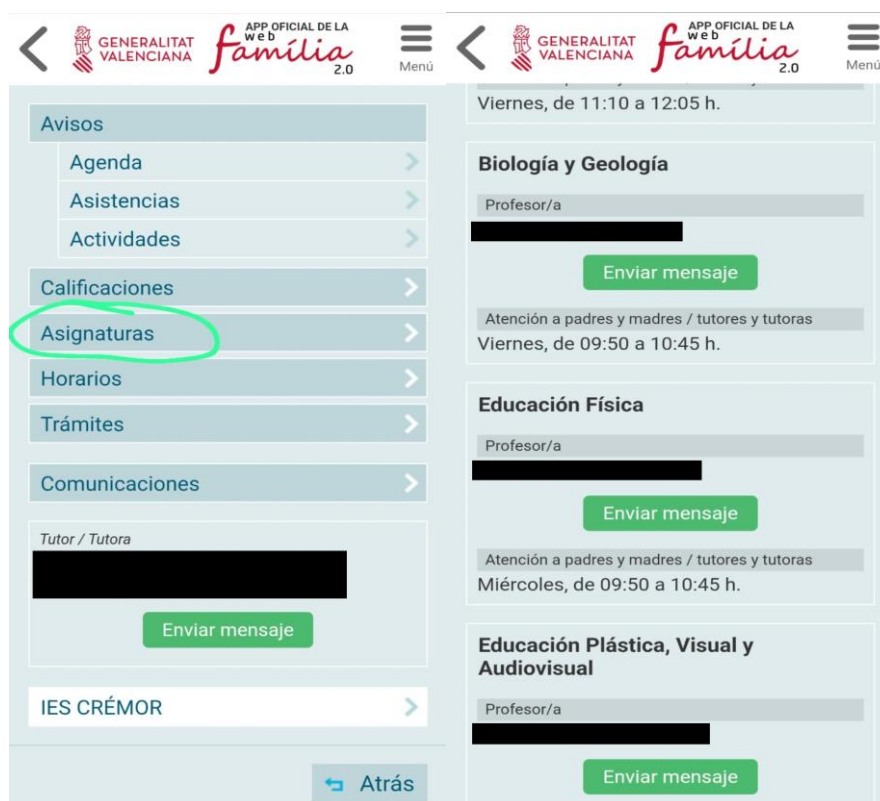 GENERALITAT
VALENCIANA
APP OFICIAL DE LA
web
família
2.0
Menú
Avisos
Agenda
Asistencias
Actividades
Calificaciones
Asignaturas
Horarios
Trámites
Comunicaciones
Tutor / Tutora
Enviar mensaje
IES CRÉMOR
Atrás
GENERALITAT
VALENCIANA
APP OFICIAL DE LA
web
família
2.0
Menú
Viernes, de 11:10 a 12:05 h.
Biología y Geología
Profesor/a
Enviar mensaje
Atención a padres y madres / tutores y tutoras
Viernes, de 09:50 a 10:45 h.
Educación Física
Profesor/a
Enviar mensaje
Atención a padres y madres / tutores y tutoras
Miércoles, de 09:50 a 10:45 h.
Educación Plástica, Visual y
Audiovisual
Profesor/a
Enviar mensaje